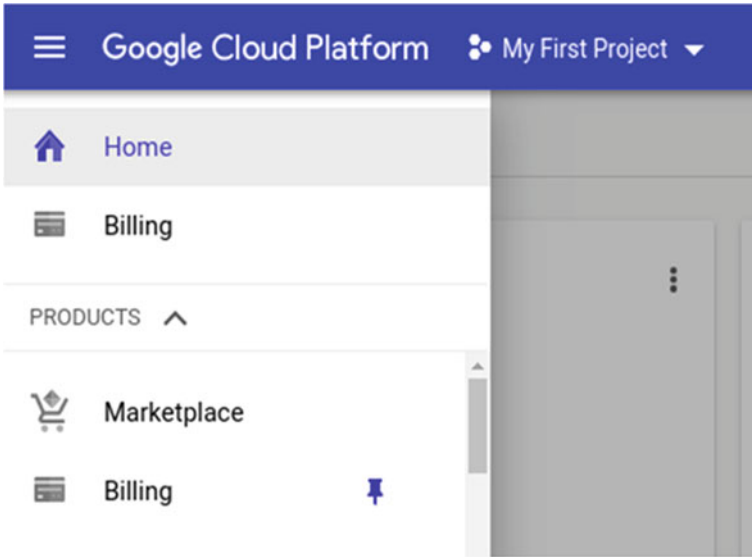 Google Cloud Platform My First Project
Home
Billing
PRODUCTS
Marketplace
Billing